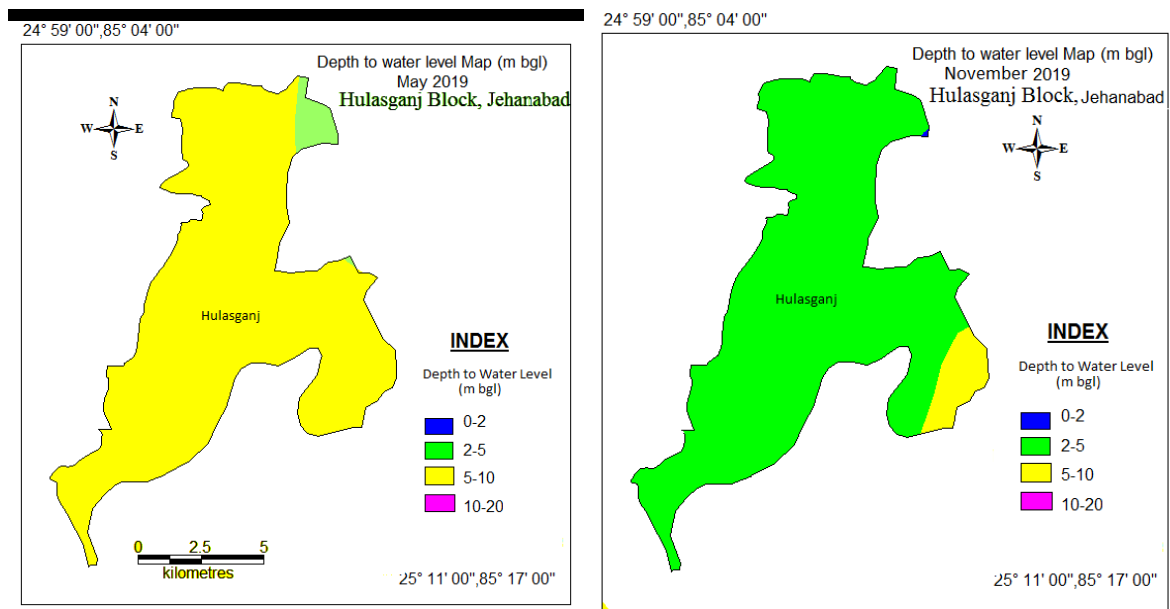 24° 59' 00",85° 04' 00"
Depth to water level Map (m bgl)
May 2019
Hulasganj Block, Jehanabad
N
W E
S
Hulasganj
INDEX
Depth to Water Level
(m bgl)
0-2
2-5
5-10
10-20
0 2.5 5
kilometres
25° 11' 00",85° 17' 00"
24° 59' 00",85° 04' 00"
Depth to water level Map (m bgl)
November 2019
Hulasganj Block, Jehanabad
N
W E
S
Hulasganj
INDEX
Depth to Water Level
(m bgl)
0-2
2-5
5-10
10-20
25° 11' 00",85° 17' 00"